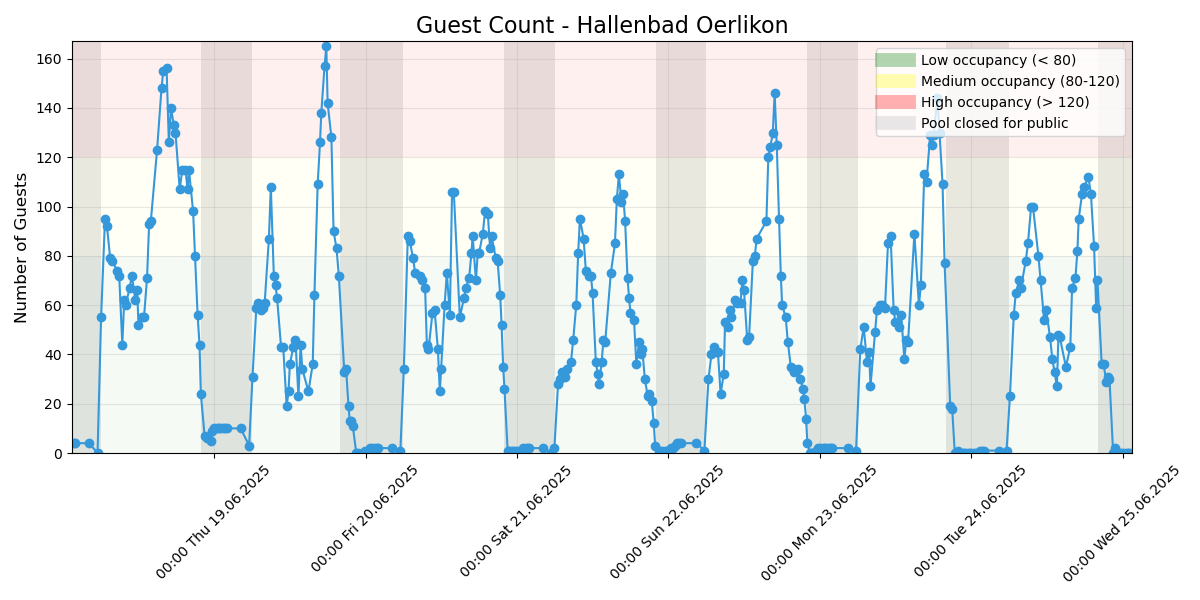 Guest Count - Hallenbad Oerlikon
Number of Guests
160
140
120
100
80
60
40
20
0
Low occupancy (< 80)
Medium occupancy (80-120)
High occupancy (> 120)
Pool closed for public
00:00 Thu 19.06.2025
00:00 Fri 20.06.2025
00:00 Sat 21.06.2025
00:00 Sun 22.06.2025
00:00 Mon 23.06.2025
00:00 Tue 24.06.2025
00:00 Wed 25.06.2025